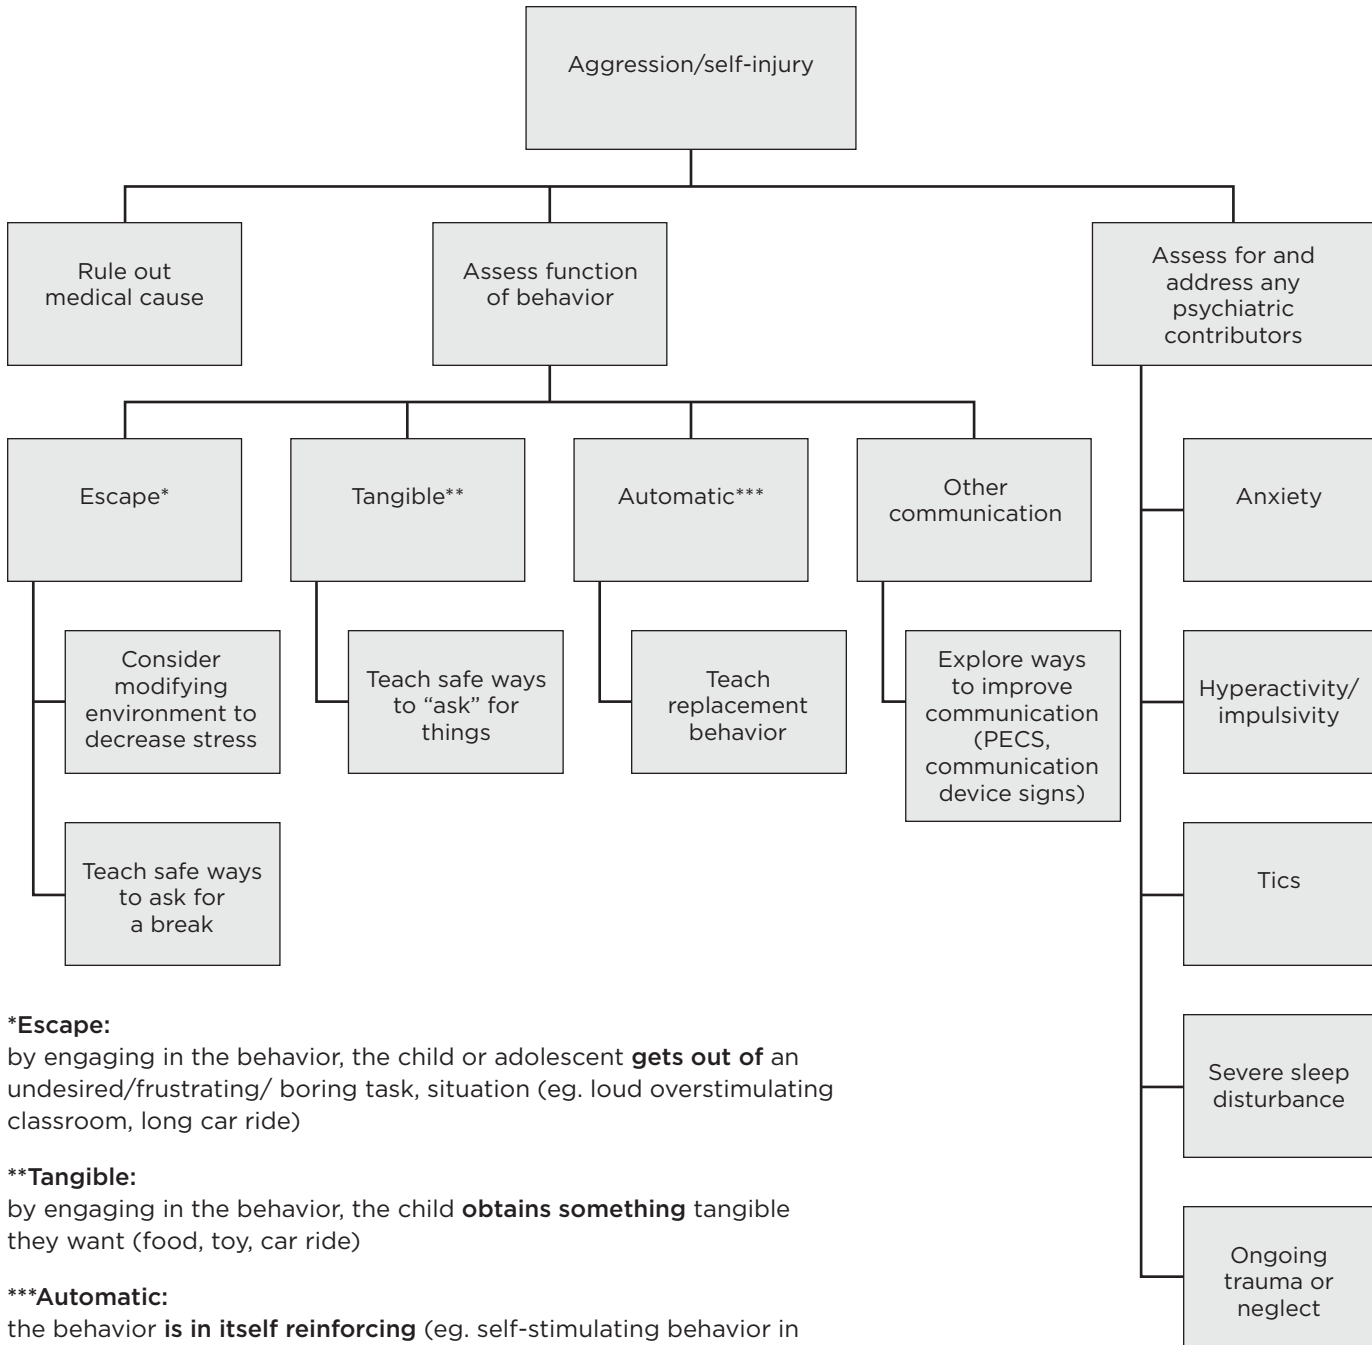 Aggression/self-injury
Rule out
medical cause
Assess function
of behavior
Assess for and
address any
psychiatric
contributors
Escape*
Tangible**
Automatic***
Other
communication
Anxiety
Consider
modifying
environment to
decrease stress
Teach safe ways
to “ask” for
things
Teach
replacement
behavior
Explore ways
to improve
communication
(PECS,
communication
device signs)
Hyperactivity/
impulsivity
Teach safe ways
to ask for
a break
Tics
Severe sleep
disturbance
Ongoing
trauma or
neglect
*Escape:
by engaging in the behavior, the child or adolescent gets out of an
undesired/frustrating/ boring task, situation (eg. loud overstimulating
classroom, long car ride)
**Tangible:
by engaging in the behavior, the child obtains something tangible
they want (food, toy, car ride)
***Automatic:
the behavior is in itself reinforcing (eg. self-stimulating behavior in